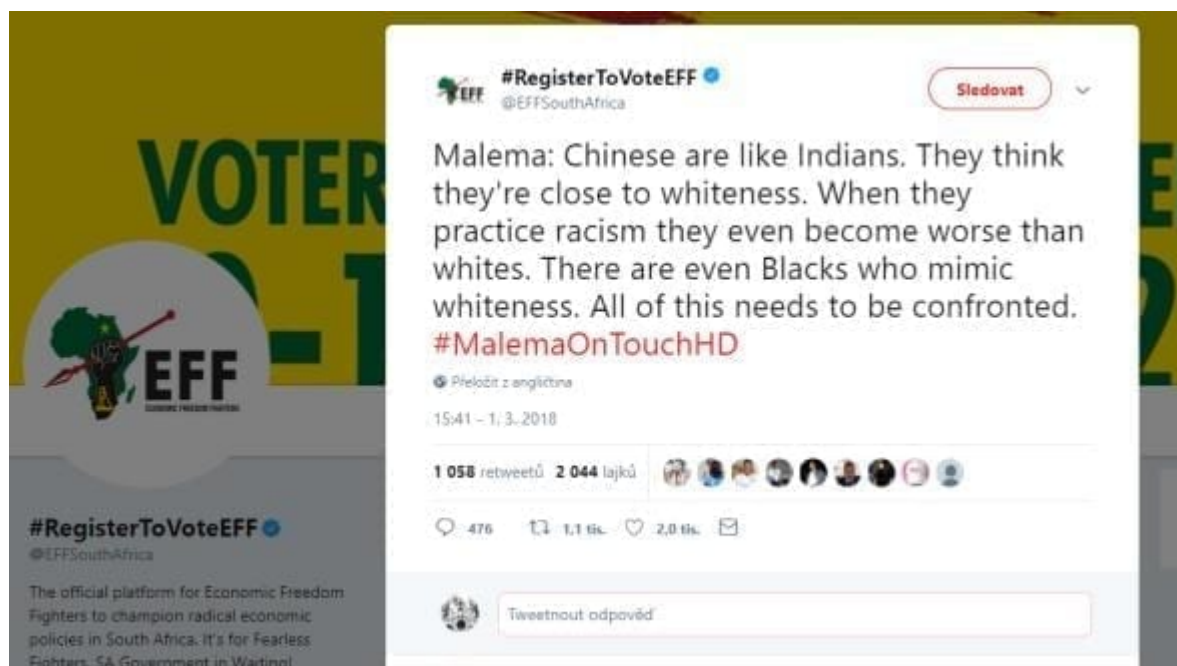 VOTER
EFF
ECONOMIC FREEDOM FIGHTERS
#RegisterToVoteEFF
@EFFSouthAfrica
The official platform for Economic Freedom
Fighters to champion radical economic
policies in South Africa. It's for Fearless
Fighters. SA Government in Waiting!
EFF
#RegisterToVoteEFF
@EFFSouthAfrica
Sledovat
Malema: Chinese are like Indians. They think
they're close to whiteness. When they
practice racism they even become worse than
whites. There are even Blacks who mimic
whiteness. All of this needs to be confronted.
#MalemaOnTouchHD
Přeložit z angličtina
15:41 – 1. 3. 2018
1 058 retweetů 2 044 lajků
476 1,1 tis. 2,0 tis.
Tweetnout odpověď